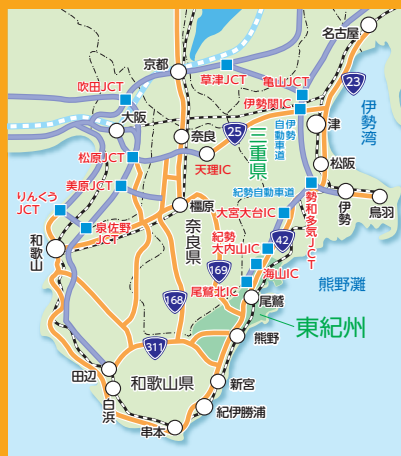 名古屋
京都
草津JCT
亀山JCT
23
吹田JCT
伊勢関IC
大阪
奈良
25
三重県
伊勢
自動車道
津
伊勢湾
松原JCT
天理IC
松阪
美原JCT
紀勢自動車道
りんくう
JCT
橿原
大宮大台IC
勢和多気JCT
伊勢
鳥羽
泉佐野
JCT
奈良県
和歌山
紀勢
大内山IC
42
169
海山IC
熊野灘
168
尾鷲北IC
尾鷲
東紀州
311
熊野
田辺
和歌山県
新宮
白浜
紀伊勝浦
串本